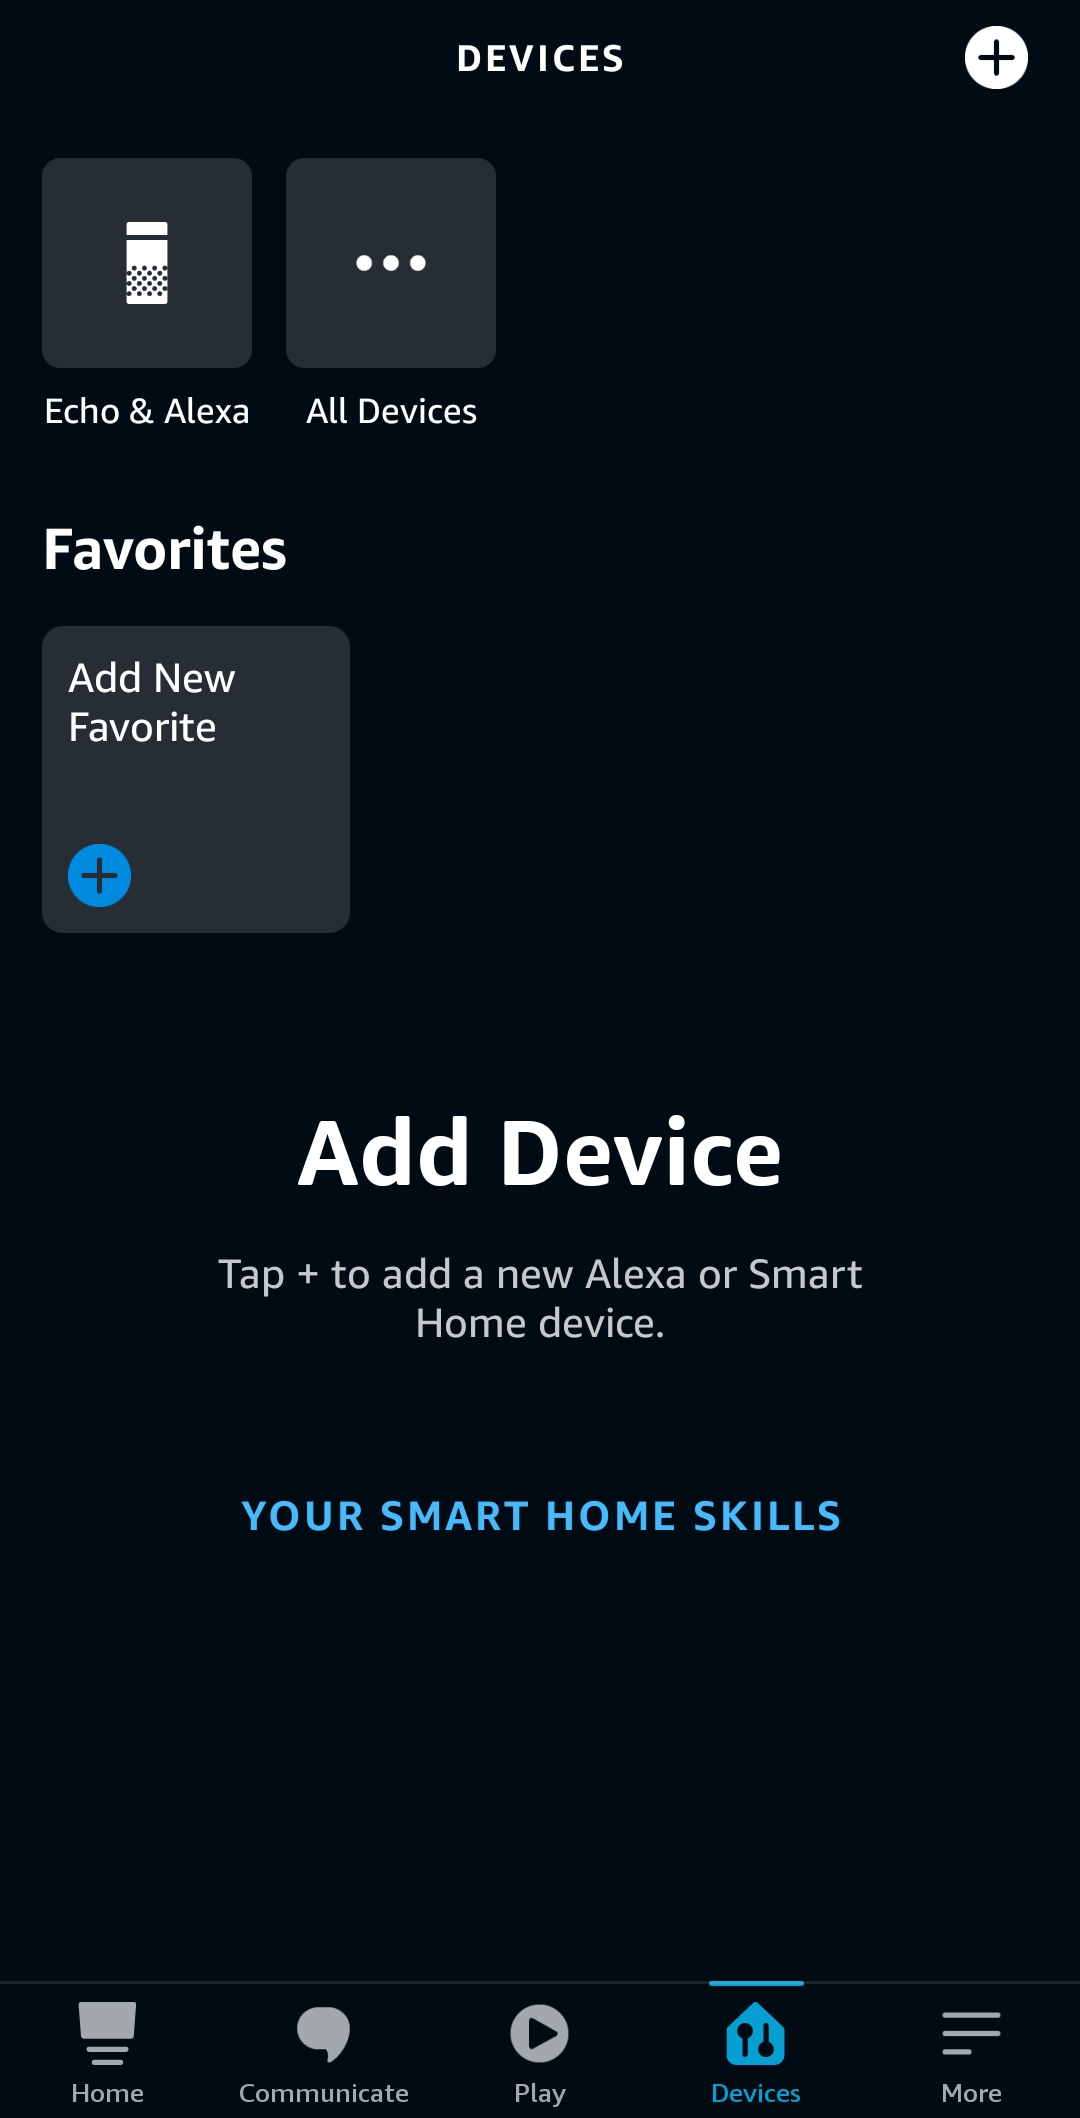 DEVICES
Echo & Alexa
All Devices
Favorites
Add New
Favorite
Add Device
Tap + to add a new Alexa or Smart
Home device.
YOUR SMART HOME SKILLS
Home
Communicate
Play
Devices
More